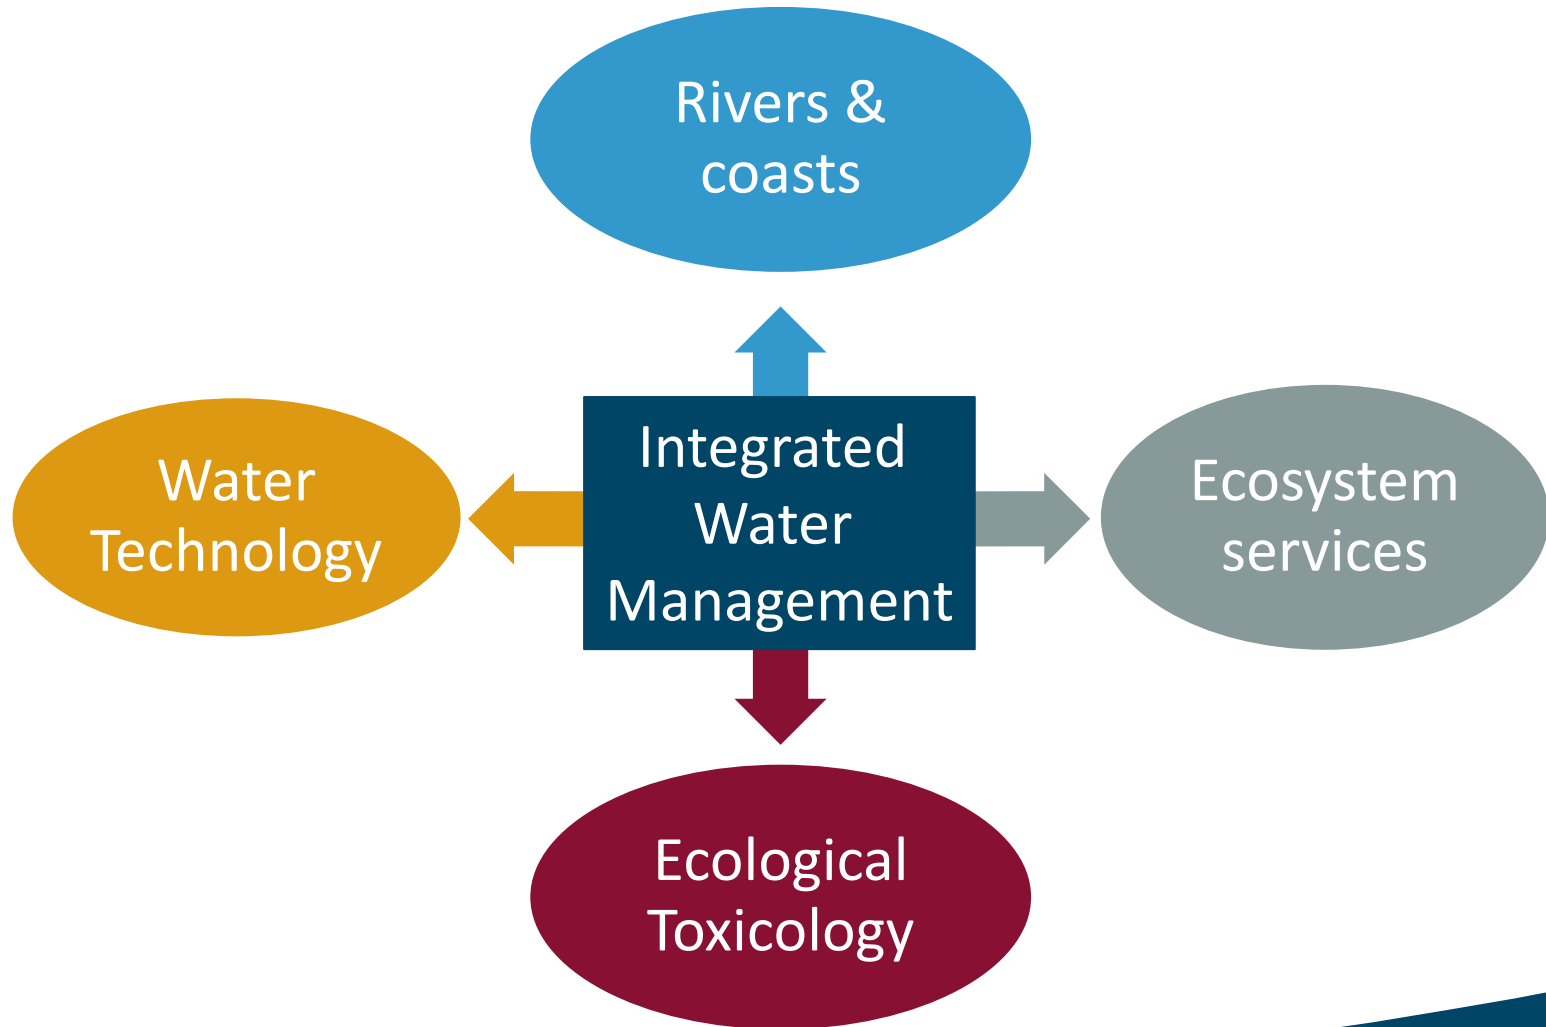 Rivers &
coasts
Integrated
Water
Management
Water
Technology
Ecosystem
services
Ecological
Toxicology